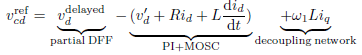 $v_{cd}^{\mathrm{ref}} = \underbrace{v_d^{\mathrm{delayed}}}_{\text{partial DFF}} - \underbrace{(v_d' + Ri_d + L\frac{\mathrm{d}i_d}{\mathrm{d}t})}_{\text{PI+MOSC}} \underbrace{+\omega_1 Li_q}_{\text{decoupling network}}$